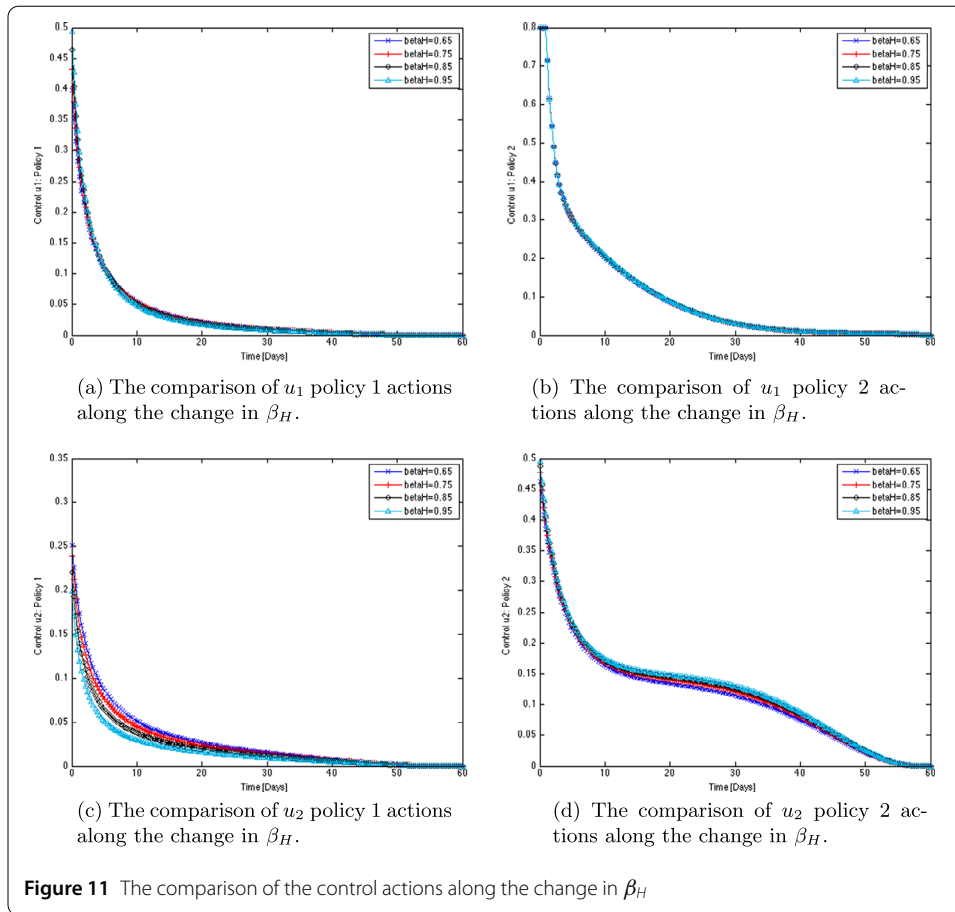 0.5
0.45
0.4
0.35
0.3
0.25
0.2
0.15
0.1
0.05
0
Control u1: Policy 1
betaH=0.65
betaH=0.75
betaH=0.85
betaH=0.95
0 10 20 30 40 50 60
Time [Days]
(a) The comparison of u₁ policy 1 actions
along the change in β_H.
0.8
0.7
0.6
0.5
0.4
0.3
0.2
0.1
0
Control u1: Policy 2
betaH=0.65
betaH=0.75
betaH=0.85
betaH=0.95
0 10 20 30 40 50 60
Time [Days]
(b) The comparison of u₁ policy 2 ac-
tions along the change in β_H.
0.35
0.3
0.25
0.2
0.15
0.1
0.05
0
Control u2: Policy 1
betaH=0.65
betaH=0.75
betaH=0.85
betaH=0.95
0 10 20 30 40 50 60
Time [Days]
(c) The comparison of u₂ policy 1 actions
along the change in β_H.
0.5
0.45
0.4
0.35
0.3
0.25
0.2
0.15
0.1
0.05
0
Control u2: Policy 2
betaH=0.65
betaH=0.75
betaH=0.85
betaH=0.95
0 10 20 30 40 50 60
Time [Days]
(d) The comparison of u₂ policy 2 ac-
tions along the change in β_H.
Figure 11 The comparison of the control actions along the change in β_H